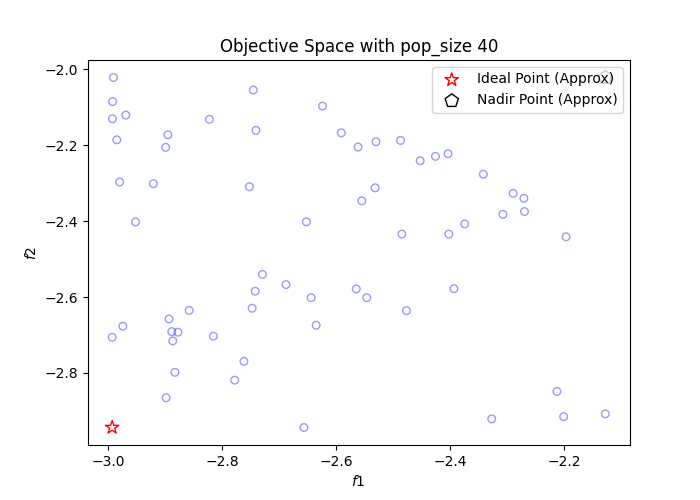 Objective Space with pop_size 40
Ideal Point (Approx)
Nadir Point (Approx)
−2.0
−2.2
−2.4
−2.6
−2.8
f2
−3.0 −2.8 −2.6 −2.4 −2.2
f1